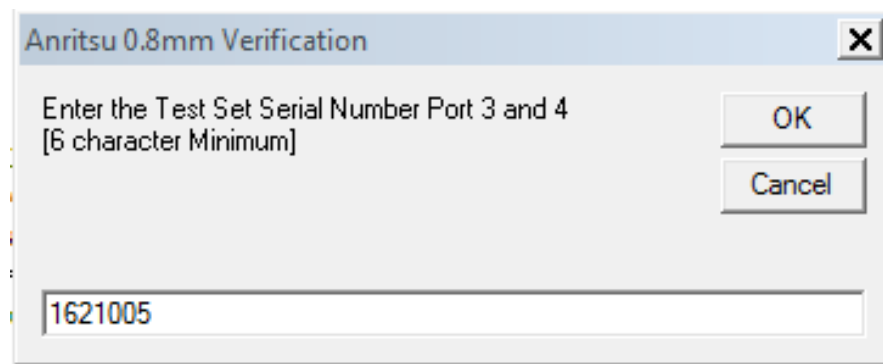 Anritsu 0.8mm Verification
Enter the Test Set Serial Number Port 3 and 4
[6 character Minimum]
OK
Cancel
1621005